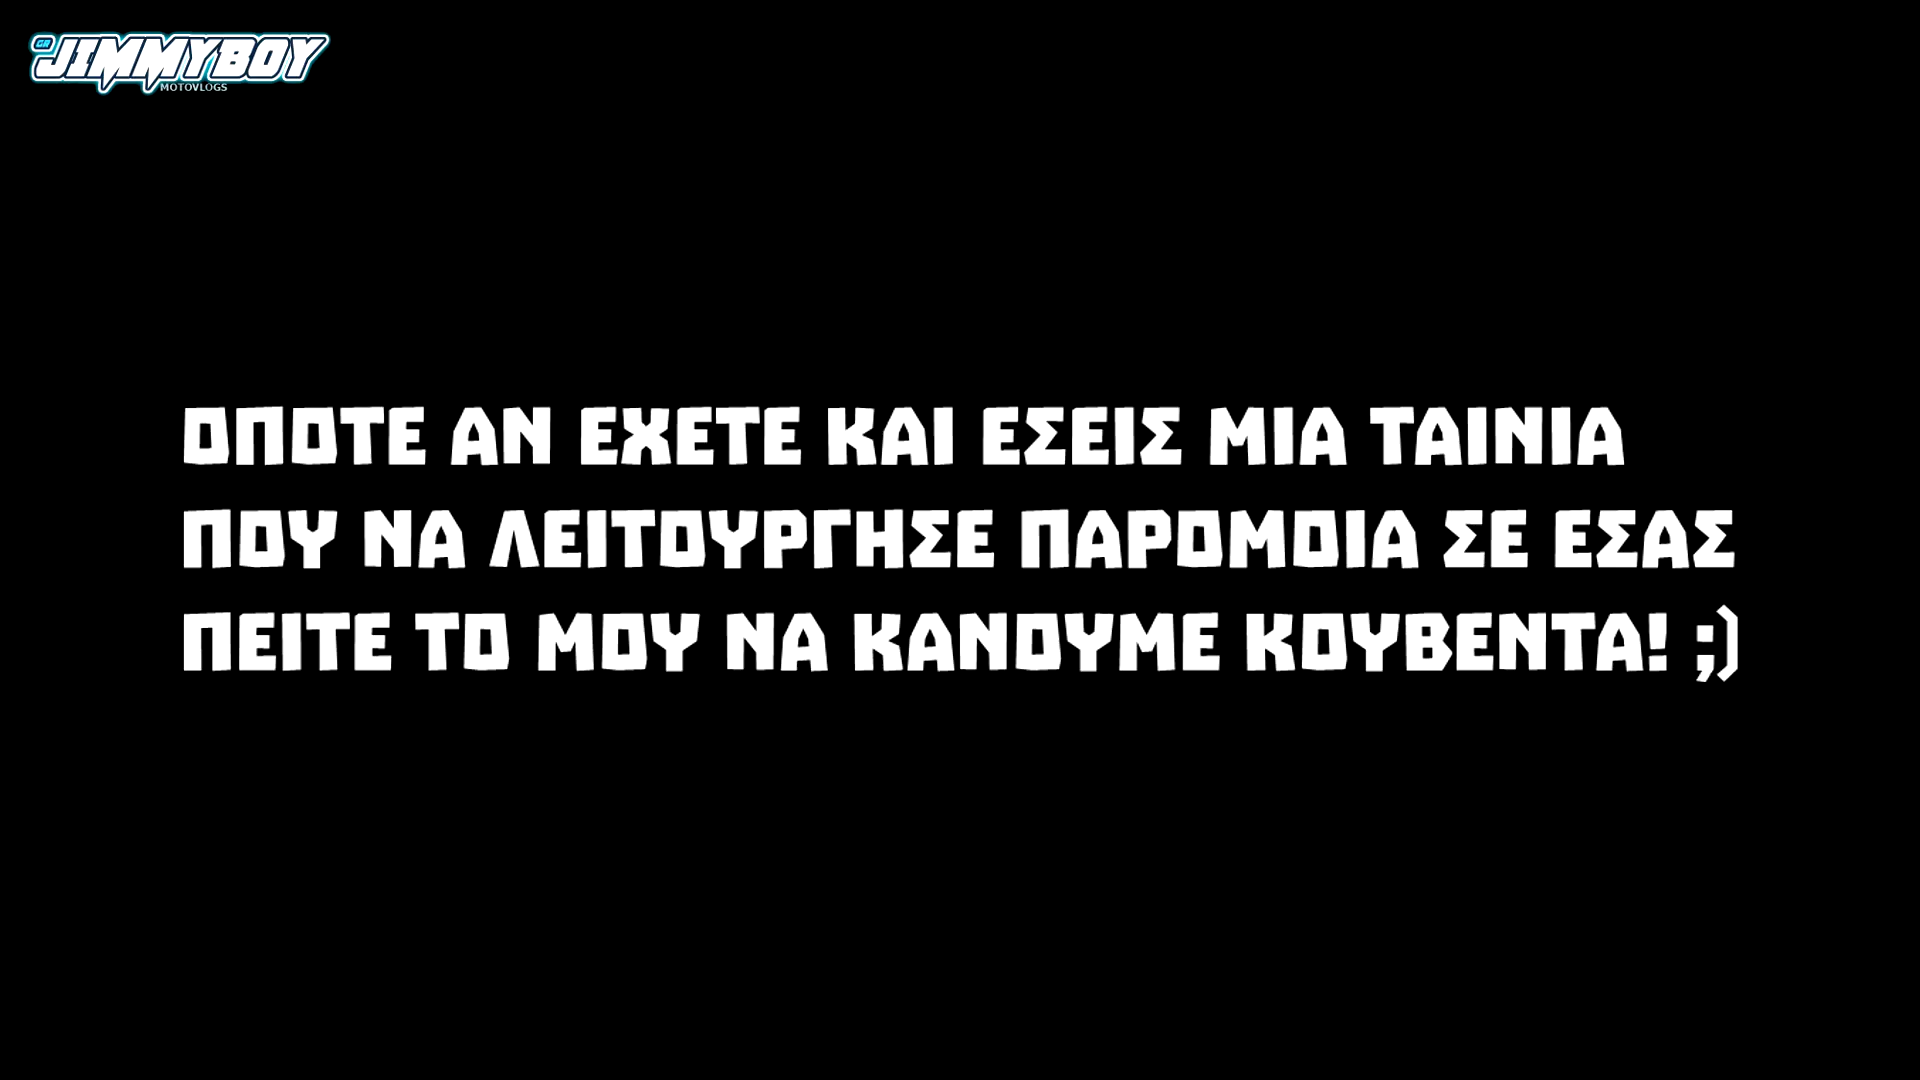 GR
JIMMYBOY
MOTOVLOGS
ΟΠΟΤΕ ΑΝ ΕΧΕΤΕ ΚΑΙ ΕΣΕΙΣ ΜΙΑ ΤΑΙΝΙΑ
ΠΟΥ ΝΑ ΛΕΙΤΟΥΡΓΗΣΕ ΠΑΡΟΜΟΙΑ ΣΕ ΕΣΑΣ
ΠΕΙΤΕ ΤΟ ΜΟΥ ΝΑ ΚΑΝΟΥΜΕ ΚΟΥΒΕΝΤΑ! ;)